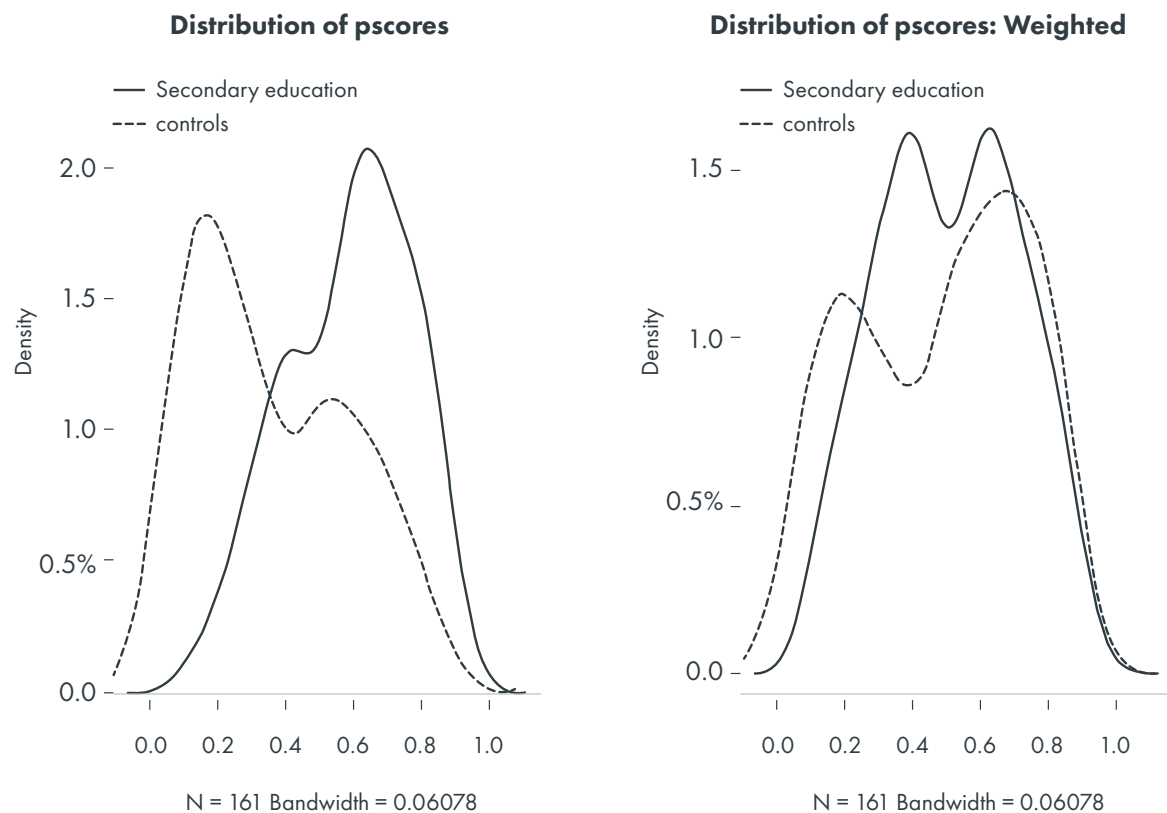 Distribution of pscores
Secondary education
controls
Density
2.0
1.5
1.0
0.5%
0.0
0.0 0.2 0.4 0.6 0.8 1.0
N = 161 Bandwidth = 0.06078
Distribution of pscores: Weighted
Secondary education
controls
Density
1.5
1.0
0.5%
0.0
0.0 0.2 0.4 0.6 0.8 1.0
N = 161 Bandwidth = 0.06078